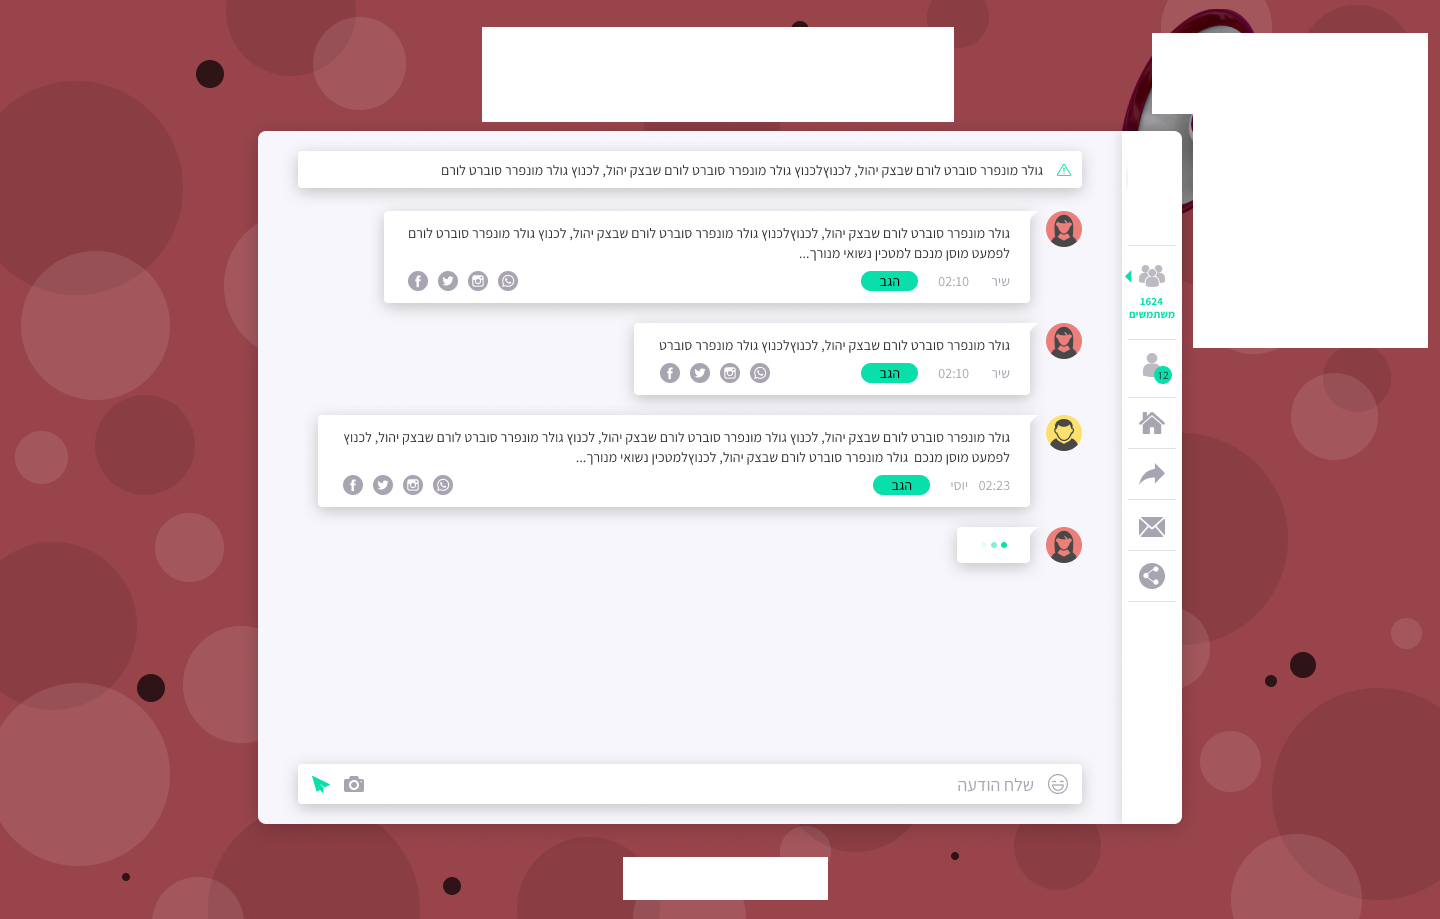 גולר מונפרר סוברט לורם שבצק יהול, לכנוץלכנוץ גולר מונפרר סוברט לורם שבצק יהול, לכנוץ גולר מונפרר סוברט לורם
גולר מונפרר סוברט לורם שבצק יהול, לכנוץלכנוץ גולר מונפרר סוברט לורם שבצק יהול, לכנוץ גולר מונפרר סוברט לורם
לפמעט מוסן מנכם למטכין נשואי מנורך...
שיר 02:10 הגב
גולר מונפרר סוברט לורם שבצק יהול, לכנוץלכנוץ גולר מונפרר סוברט
שיר 02:10 הגב
גולר מונפרר סוברט לורם שבצק יהול, לכנוץ גולר מונפרר סוברט לורם שבצק יהול, לכנוץ גולר מונפרר סוברט לורם שבצק יהול, לכנוץ
לפמעט מוסן מנכם גולר מונפרר סוברט לורם שבצק יהול, לכנוץלמטכין נשואי מנורך...
02:23 יוסי הגב
שלח הודעה
1624
משתמשים
12